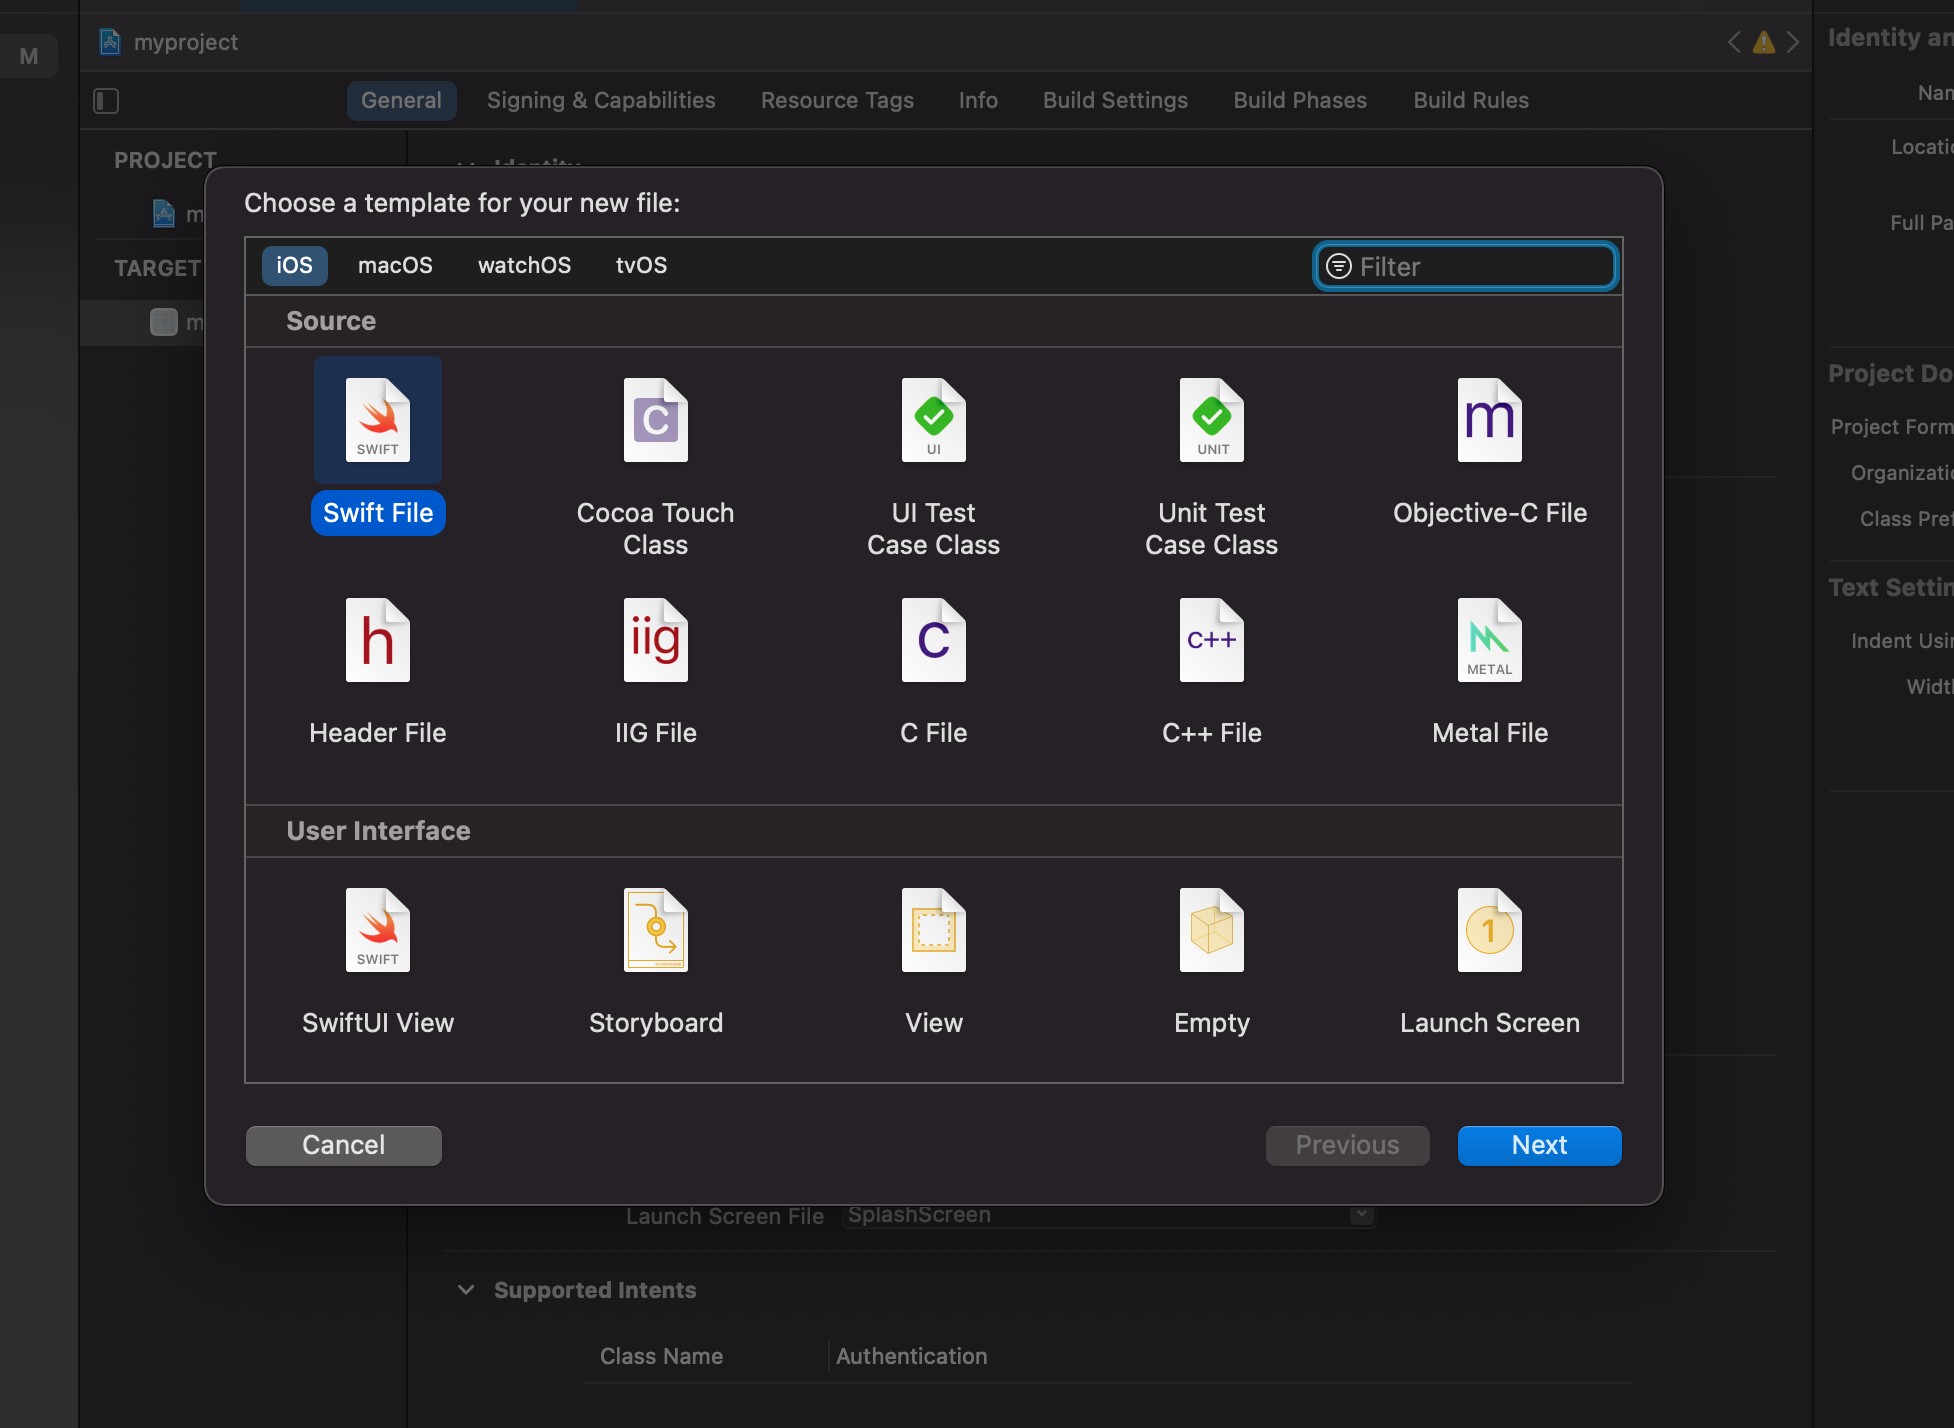 M
myproject
General Signing & Capabilities Resource Tags Info Build Settings Build Phases Build Rules
PROJECT
TARGET
Choose a template for your new file:
iOS macOS watchOS tvOS Filter
Source
SWIFT
Swift File
C
Cocoa Touch
Class
UI
UI Test
Case Class
UNIT
Unit Test
Case Class
m
Objective-C File
h
Header File
iig
IIG File
C
C File
C++
C++ File
METAL
Metal File
User Interface
SWIFT
SwiftUI View
Storyboard
View
Empty
1
Launch Screen
Cancel Previous Next
Launch Screen File SplashScreen
Supported Intents
Class Name Authentication
Identity an
Nam
Locatio
Full Pa
Project Do
Project Form
Organizatio
Class Pref
Text Settin
Indent Usin
Width